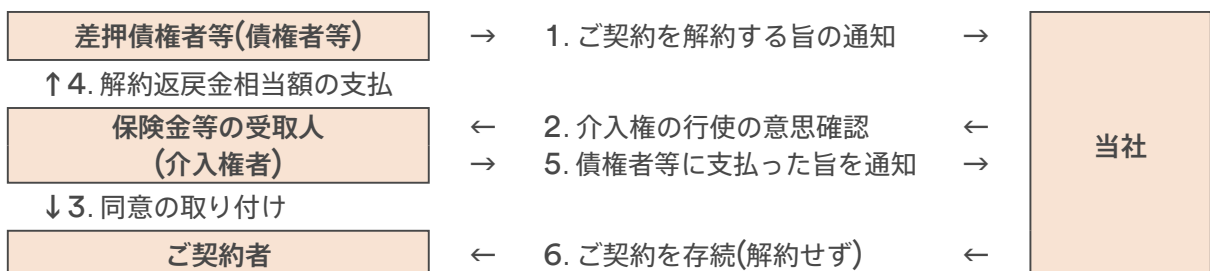 差押債権者等(債権者等) → 1. ご契約を解約する旨の通知 →
↑4. 解約返戻金相当額の支払
保険金等の受取人 ← 2. 介入権の行使の意思確認 ←
(介入権者) → 5. 債権者等に支払った旨を通知 →
当社
↓3. 同意の取り付け
ご契約者 ← 6. ご契約を存続(解約せず) ←